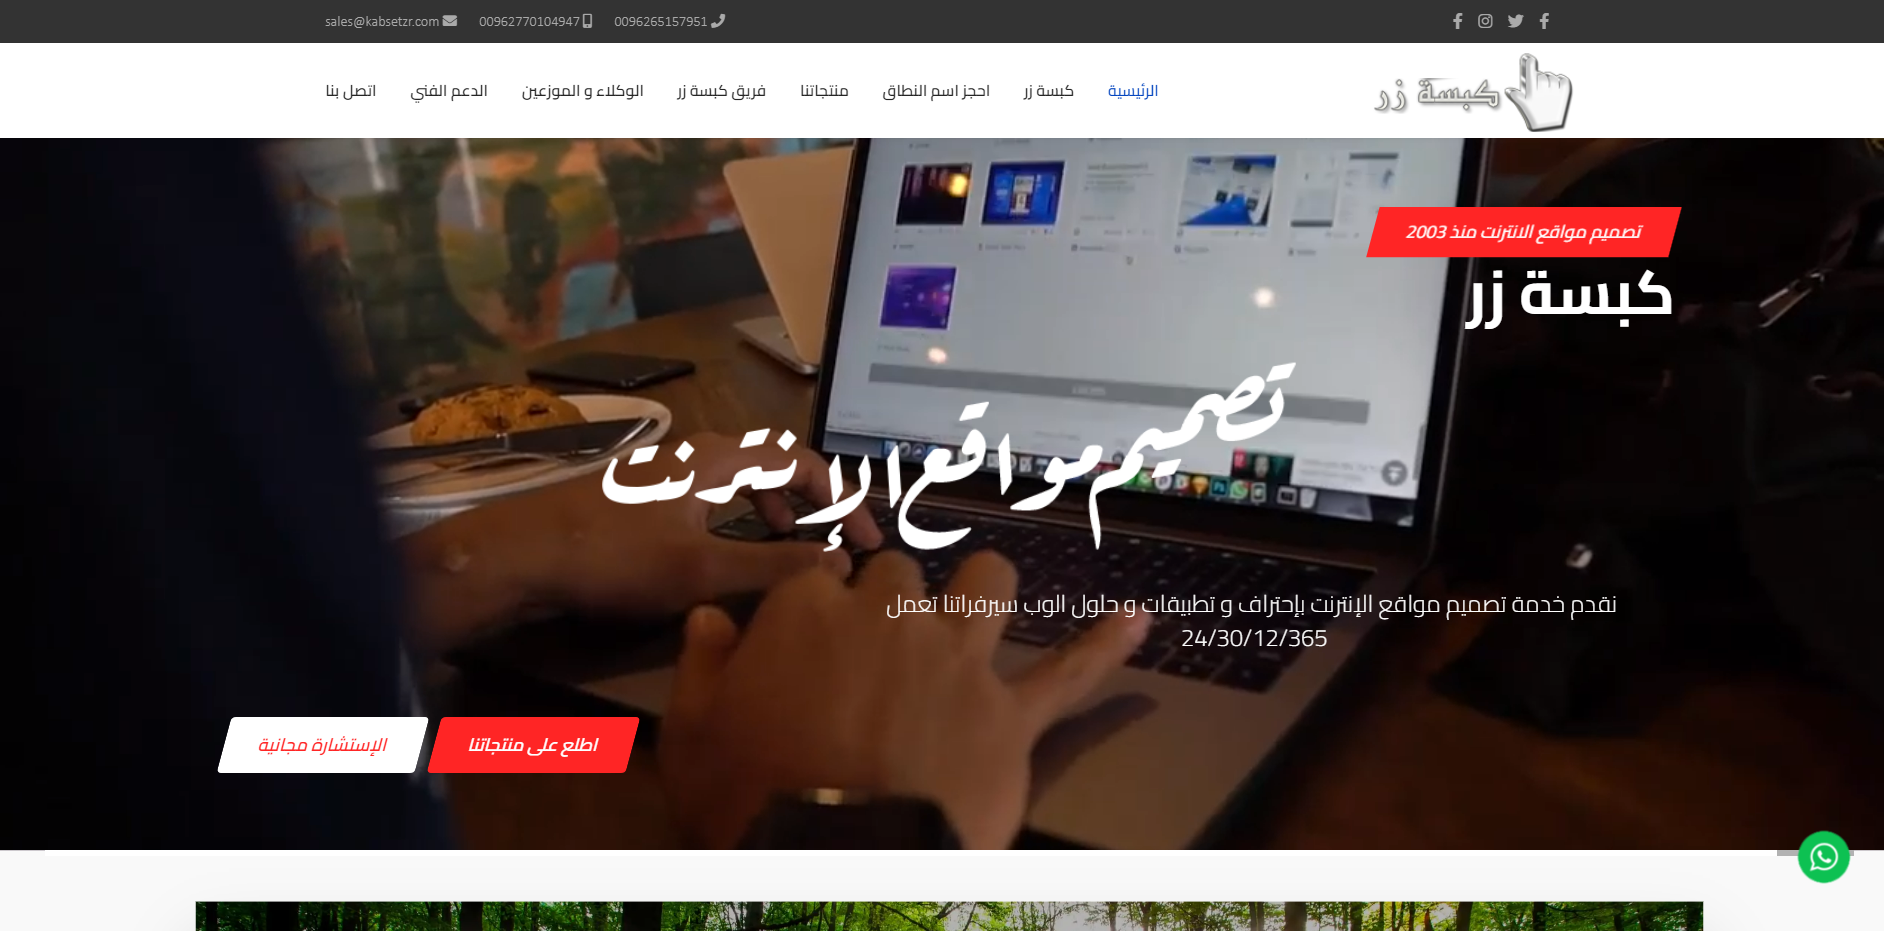 0096265157951
00962770104947
sales@kabsetzr.com
كبسة زر
الرئيسية
كبسة زر
احجز اسم النطاق
منتجاتنا
فريق كبسة زر
الوكلاء و الموزعين
الدعم الفني
اتصل بنا
تصميم مواقع الانترنت منذ 2003
كبسة زر
تصميم مواقع الإنترنت
نقدم خدمة تصميم مواقع الإنترنت بإحتراف و تطبيقات و حلول الوب سيرفراتنا تعمل
24/30/12/365
اطلع على منتجاتنا
الإستشارة مجانية